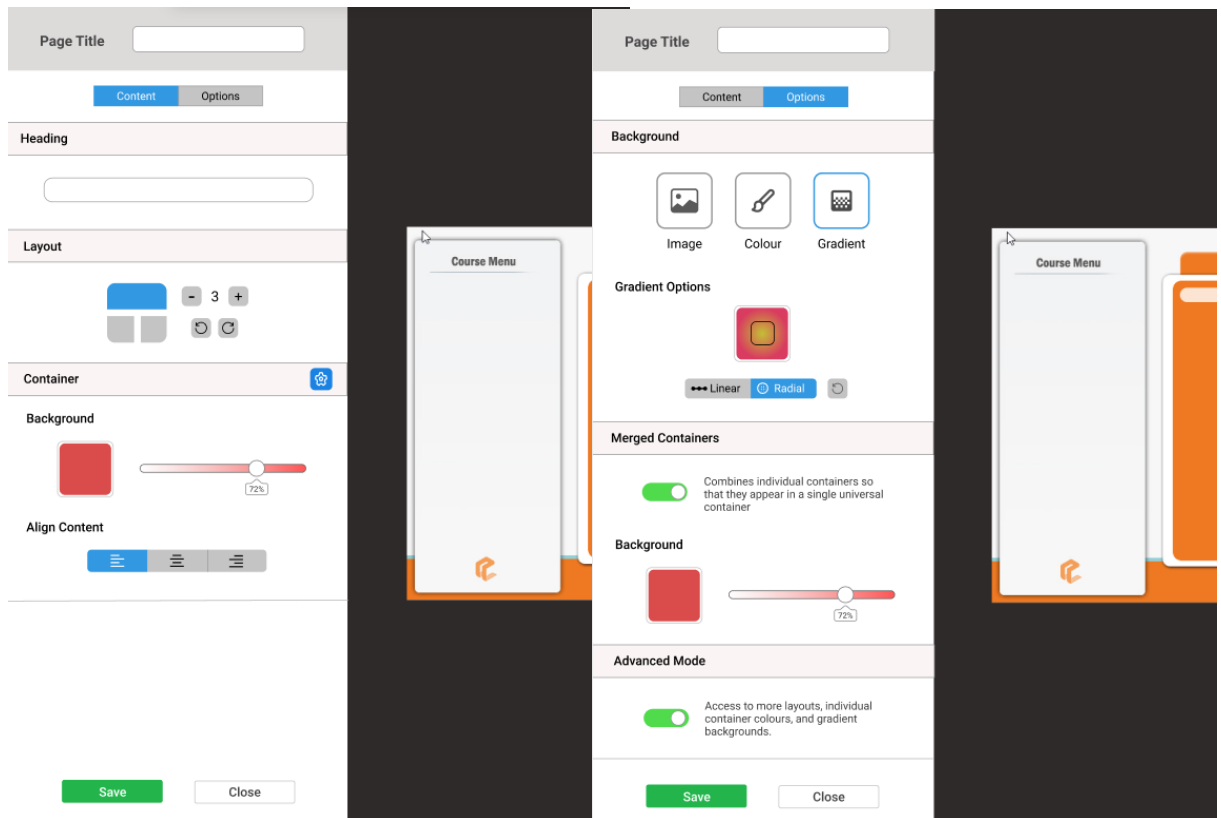 Page Title
Content Options
Heading
Layout
- 3 +
Container
Background
72%
Align Content
Save Close
Course Menu
Page Title
Content Options
Background
Image Colour Gradient
Gradient Options
Linear Radial
Merged Containers
Combines individual containers so
that they appear in a single universal
container
Background
72%
Advanced Mode
Access to more layouts, individual
container colours, and gradient
backgrounds.
Save Close
Course Menu